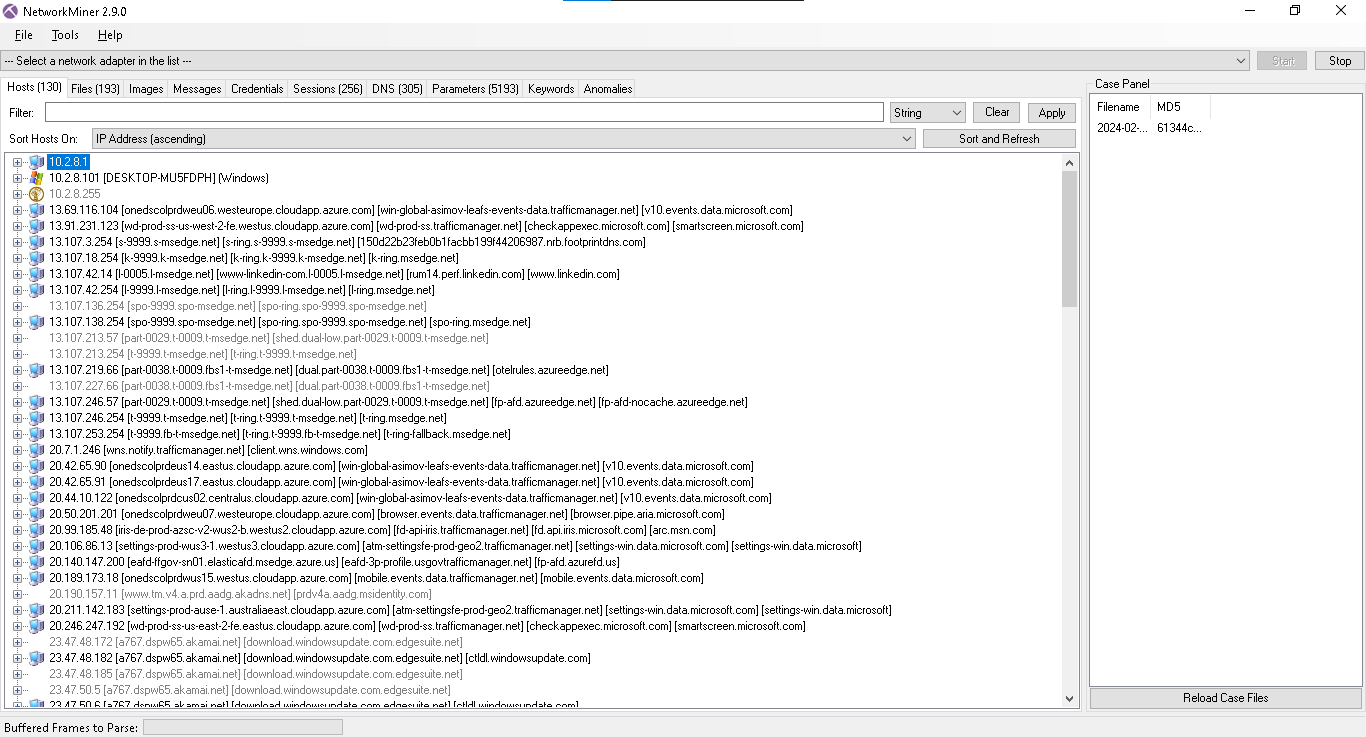 NetworkMiner 2.9.0
File Tools Help
--- Select a network adapter in the list ---
Start
Stop
Hosts (130) Files (193) Images Messages Credentials Sessions (256) DNS (305) Parameters (5193) Keywords Anomalies
Case Panel
Filter:
String
Clear
Apply
Filename MD5
2024-02-... 61344c...
Sort Hosts On:
IP Address (ascending)
Sort and Refresh
10.2.8.1
10.2.8.101 [DESKTOP-MU5FDPH] (Windows)
10.2.8.255
13.69.116.104 [onedscolprdweu06.westeurope.cloudapp.azure.com] [win-global-asimov-leafs-events-data.trafficmanager.net] [v10.events.data.microsoft.com]
13.91.231.123 [wd-prod-ss-us-west-2-fe.westus.cloudapp.azure.com] [wd-prod-ss.trafficmanager.net] [checkappexec.microsoft.com] [smartscreen.microsoft.com]
13.107.3.254 [s-9999.s-msedge.net] [s-ring.s-9999.s-msedge.net] [150d22b23feb0b1facbb199f44206987.nrb.footprintdns.com]
13.107.18.254 [k-9999.k-msedge.net] [k-ring.k-9999.k-msedge.net] [k-ring.msedge.net]
13.107.42.14 [l-0005.l-msedge.net] [www-linkedin-com.l-0005.l-msedge.net] [rum14.perf.linkedin.com] [www.linkedin.com]
13.107.42.254 [l-9999.l-msedge.net] [l-ring.l-9999.l-msedge.net] [l-ring.msedge.net]
13.107.136.254 [spo-9999.spo-msedge.net] [spo-ring.spo-9999.spo-msedge.net]
13.107.138.254 [spo-9999.spo-msedge.net] [spo-ring.spo-9999.spo-msedge.net] [spo-ring.msedge.net]
13.107.213.57 [part-0029.t-0009.t-msedge.net] [shed.dual-low.part-0029.t-0009.t-msedge.net]
13.107.213.254 [t-9999.t-msedge.net] [t-ring.t-9999.t-msedge.net]
13.107.219.66 [part-0038.t-0009.fbs1-t-msedge.net] [dual.part-0038.t-0009.fbs1-t-msedge.net] [otelrules.azureedge.net]
13.107.227.66 [part-0038.t-0009.fbs1-t-msedge.net] [dual.part-0038.t-0009.fbs1-t-msedge.net]
13.107.246.57 [part-0029.t-0009.t-msedge.net] [shed.dual-low.part-0029.t-0009.t-msedge.net] [fp-afd.azureedge.net] [fp-afd-nocache.azureedge.net]
13.107.246.254 [t-9999.t-msedge.net] [t-ring.t-9999.t-msedge.net] [t-ring.msedge.net]
13.107.253.254 [t-9999.fb-t-msedge.net] [t-ring.t-9999.fb-t-msedge.net] [t-ring-fallback.msedge.net]
20.7.1.246 [wns.notify.trafficmanager.net] [client.wns.windows.com]
20.42.65.90 [onedscolprdeus14.eastus.cloudapp.azure.com] [win-global-asimov-leafs-events-data.trafficmanager.net] [v10.events.data.microsoft.com]
20.42.65.91 [onedscolprdeus17.eastus.cloudapp.azure.com] [win-global-asimov-leafs-events-data.trafficmanager.net] [v10.events.data.microsoft.com]
20.44.10.122 [onedscolprdcus02.centralus.cloudapp.azure.com] [win-global-asimov-leafs-events-data.trafficmanager.net] [v10.events.data.microsoft.com]
20.50.201.201 [onedscolprdweu07.westeurope.cloudapp.azure.com] [browser.events.data.trafficmanager.net] [browser.pipe.aria.microsoft.com]
20.99.185.48 [iris-de-prod-azsc-v2-wus2-b.westus2.cloudapp.azure.com] [fd-api-iris.trafficmanager.net] [fd.api.iris.microsoft.com] [arc.msn.com]
20.106.86.13 [settings-prod-wus3-1.westus3.cloudapp.azure.com] [atm-settingsfe-prod-geo2.trafficmanager.net] [settings-win.data.microsoft.com] [settings-win.data.microsoft]
20.140.147.200 [eafd-ffgov-sn01.elasticafd.msedge.azure.us] [eafd-3p-profile.usgovtrafficmanager.net] [fp-afd.azurefd.us]
20.189.173.18 [onedscolprdwus15.westus.cloudapp.azure.com] [mobile.events.data.trafficmanager.net] [mobile.events.data.microsoft.com]
20.190.157.11 [www.tm.v4.a.prd.aadg.akadns.net] [prdv4a.aadg.msidentity.com]
20.211.142.183 [settings-prod-ause-1.australiaeast.cloudapp.azure.com] [atm-settingsfe-prod-geo2.trafficmanager.net] [settings-win.data.microsoft.com] [settings-win.data.microsoft]
20.246.247.192 [wd-prod-ss-us-east-2-fe.eastus.cloudapp.azure.com] [wd-prod-ss.trafficmanager.net] [checkappexec.microsoft.com] [smartscreen.microsoft.com]
23.47.48.172 [a767.dspw65.akamai.net] [download.windowsupdate.com.edgesuite.net]
23.47.48.182 [a767.dspw65.akamai.net] [download.windowsupdate.com.edgesuite.net] [ctldl.windowsupdate.com]
23.47.48.185 [a767.dspw65.akamai.net] [download.windowsupdate.com.edgesuite.net]
23.47.50.5 [a767.dspw65.akamai.net] [download.windowsupdate.com.edgesuite.net]
23.47.50.6 [a767.dspw65.akamai.net] [download.windowsupdate.com.edgesuite.net] [ctldl.windowsupdate.com]
Reload Case Files
Buffered Frames to Parse: